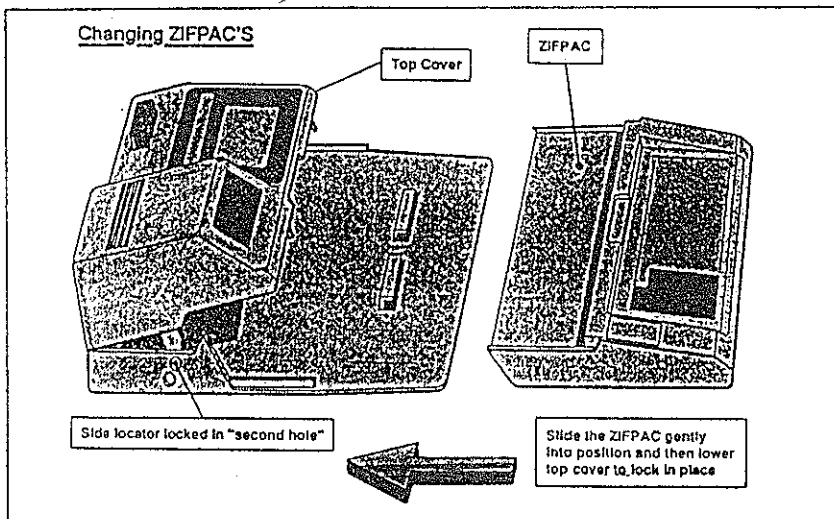 Changing ZIFPAC'S
Top Cover
ZIFPAC
Side locator locked in "second hole"
Slide the ZIFPAC gently
into position and then lower
top cover to lock in place